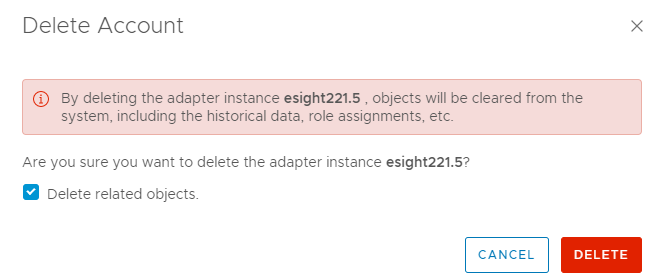 Delete Account
By deleting the adapter instance esight221.5 , objects will be cleared from the
system, including the historical data, role assignments, etc.
Are you sure you want to delete the adapter instance esight221.5?
Delete related objects.
CANCEL
DELETE